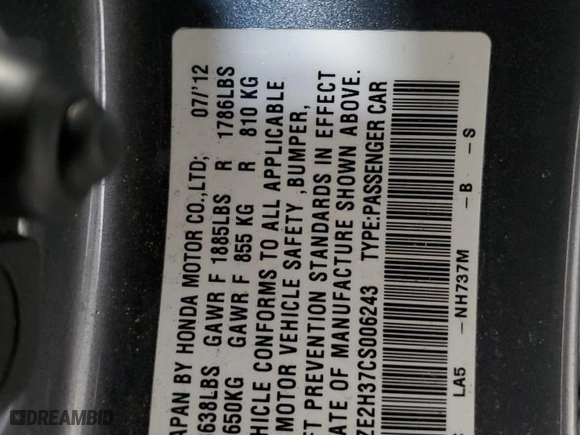 APAN BY HONDA MOTOR CO.,LTD; 07/'12
638LBS GAWR F 1885LBS R 1786LBS
650KG GAWR F 855 KG R 810 KG
HICLE CONFORMS TO ALL APPLICABLE
MOTOR VEHICLE SAFETY ,BUMPER,
FT PREVENTION STANDARDS IN EFFECT
ATE OF MANUFACTURE SHOWN ABOVE.
7E2H37CS006243 TYPE:PASSENGER CAR
LA5 -NH737M -B -S
DREAMBID